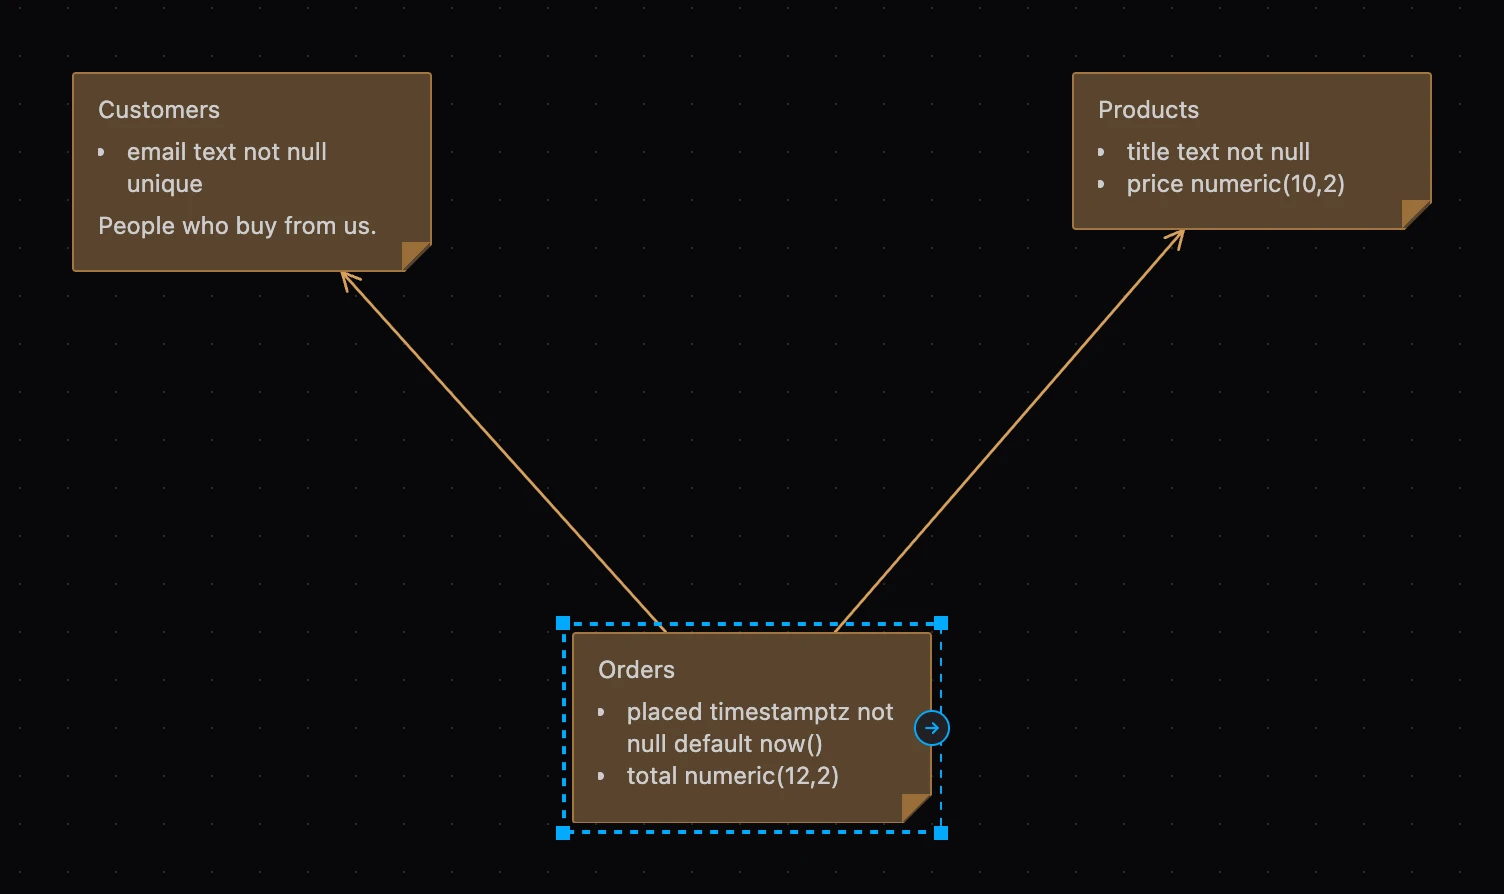 Customers
email text not null
unique
People who buy from us.
Products
title text not null
price numeric(10,2)
Orders
placed timestamptz not
null default now()
total numeric(12,2)